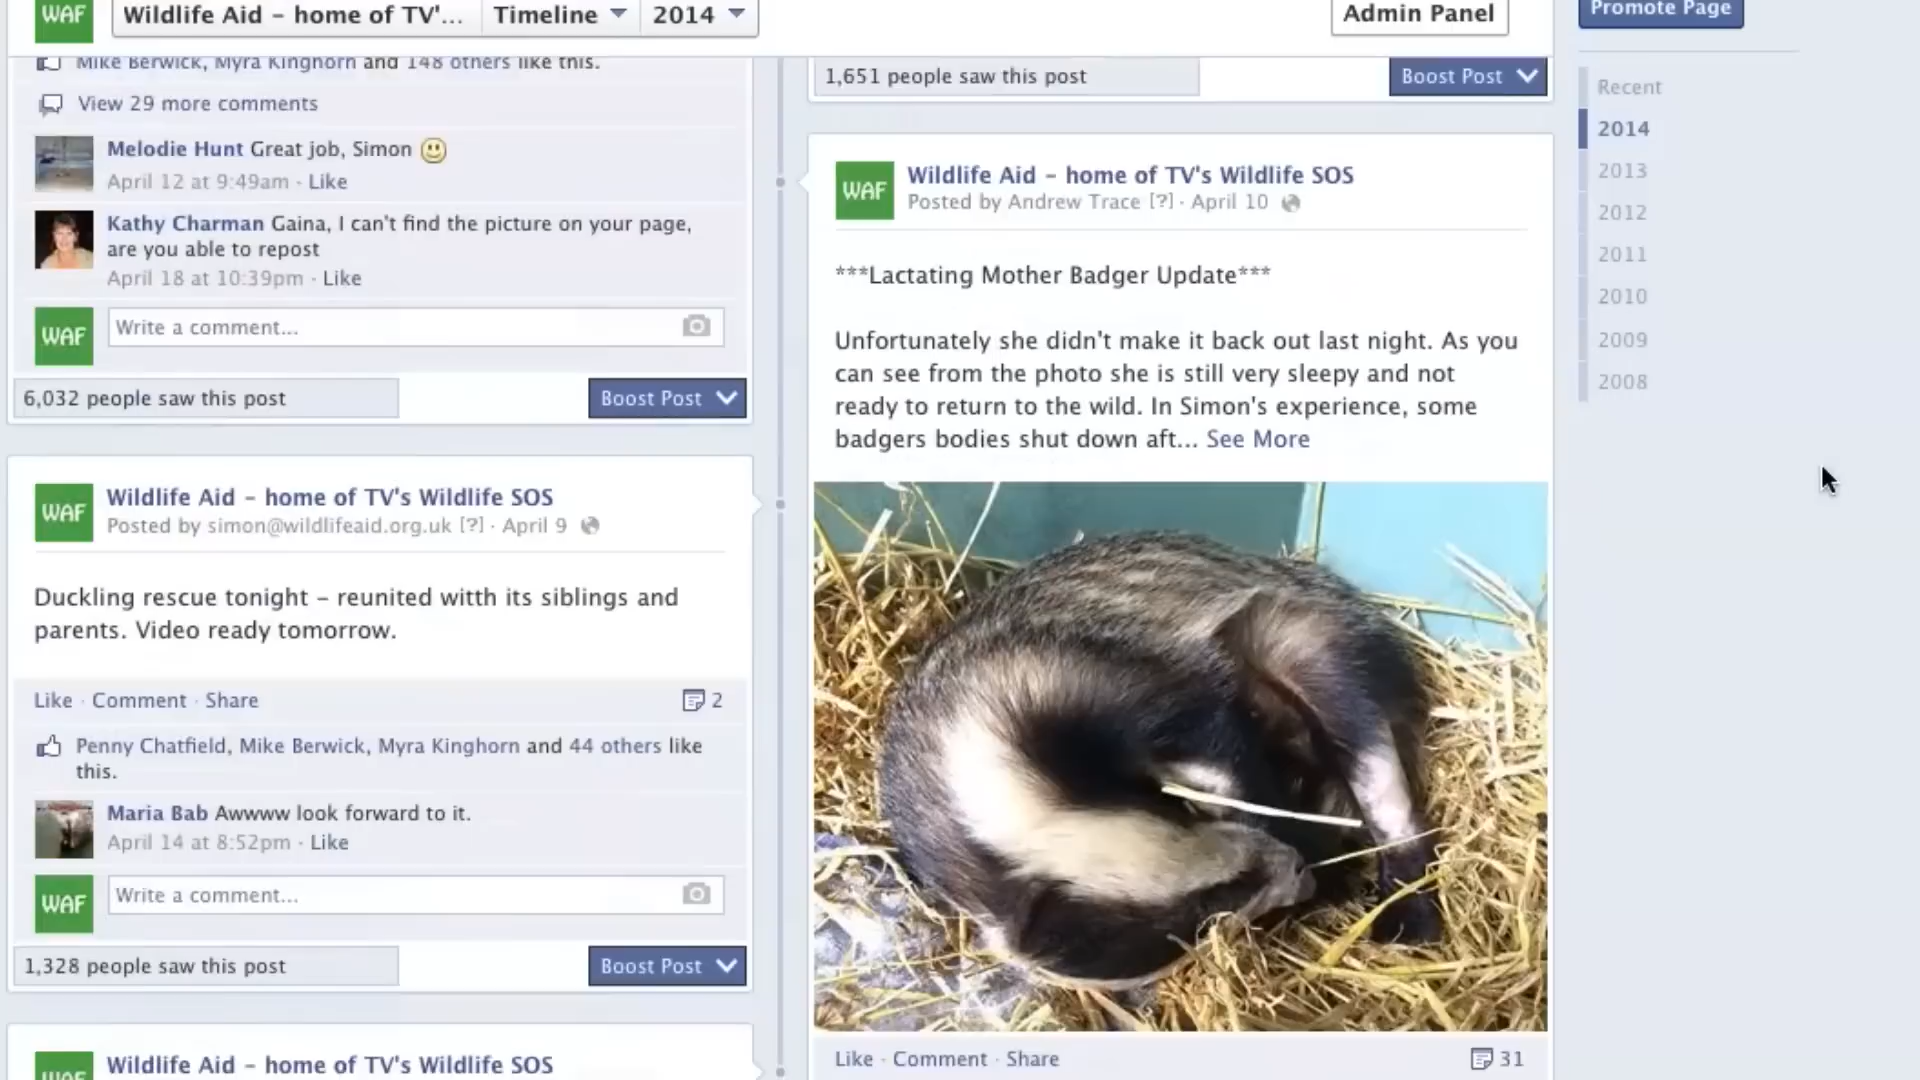 WAF
Wildlife Aid – home of TV'...
Timeline
2014
Admin Panel
Promote Page
Mike Berwick, Myra Kinghorn and 148 others like this.
View 29 more comments
Melodie Hunt Great job, Simon
April 12 at 9:49am · Like
Kathy Charman Gaina, I can't find the picture on your page,
are you able to repost
April 18 at 10:39pm · Like
WAF
Write a comment...
6,032 people saw this post
Boost Post
WAF
Wildlife Aid – home of TV's Wildlife SOS
Posted by simon@wildlifeaid.org.uk [?] · April 9
Duckling rescue tonight – reunited witth its siblings and
parents. Video ready tomorrow.
Like · Comment · Share
2
Penny Chatfield, Mike Berwick, Myra Kinghorn and 44 others like
this.
Maria Bab Awwww look forward to it.
April 14 at 8:52pm · Like
WAF
Write a comment...
1,328 people saw this post
Boost Post
WAF
Wildlife Aid – home of TV's Wildlife SOS
1,651 people saw this post
Boost Post
WAF
Wildlife Aid – home of TV's Wildlife SOS
Posted by Andrew Trace [?] · April 10
***Lactating Mother Badger Update***
Unfortunately she didn't make it back out last night. As you
can see from the photo she is still very sleepy and not
ready to return to the wild. In Simon's experience, some
badgers bodies shut down aft... See More
Like · Comment · Share
31
Recent
2014
2013
2012
2011
2010
2009
2008